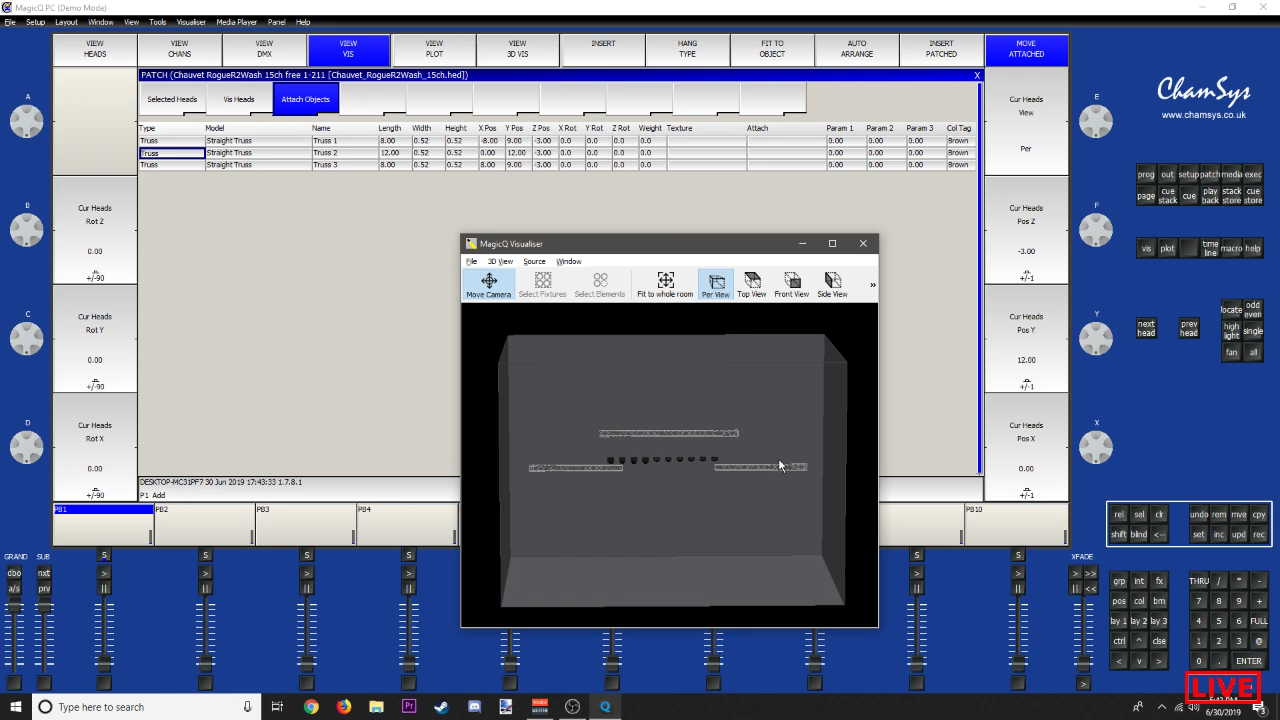 MagicQ PC (Demo Mode)
File Setup Layout Window View Tools Visualiser Media Player Panel Help
VIEW HEADS
VIEW CHANS
VIEW DMX
VIEW VIS
VIEW PLOT
VIEW 3D VIS
INSERT
HANG TYPE
FIT TO OBJECT
AUTO ARRANGE
INSERT PATCHED
MOVE ATTACHED
PATCH (Chauvet RogueR2Wash 15ch free 1-211 [Chauvet_RogueR2Wash_15ch.hed]) X
Selected Heads Vis Heads Attach Objects
Type Model Name Length Width Height X Pos Y Pos Z Pos X Rot Y Rot Z Rot Weight Texture Attach Param 1 Param 2 Param 3 Col Tag
Truss Straight Truss Truss 1 8.00 0.52 0.52 -8.00 9.00 -3.00 0.0 0.0 0.0 0.0 0.00 0.00 0.00 Brown
Truss Straight Truss Truss 2 12.00 0.52 0.52 0.00 12.00 -3.00 0.0 0.0 0.0 0.0 0.00 0.00 0.00 Brown
Truss Straight Truss Truss 3 8.00 0.52 0.52 8.00 9.00 -3.00 0.0 0.0 0.0 0.0 0.00 0.00 0.00 Brown
A
B
Cur Heads
Rot Z
0.00
+/-90
C
Cur Heads
Rot Y
0.00
+/-90
D
Cur Heads
Rot X
0.00
+/-90
MagicQ Visualiser
File 3D View Source Window
Move Camera Select Fixtures Select Elements Fit to whole room Per View Top View Front View Side View »
Cur Heads
View
Per
E
Cur Heads
Pos Z
-3.00
+/-1
F
Cur Heads
Pos Y
12.00
+/-1
Y
Cur Heads
Pos X
0.00
+/-1
X
ChamSys
www.chamsys.co.uk
prog out setup patch media exec
page cue stack cue play back stack store cue store
vis plot time line macro help
next head prev head
locate odd even
high light single
fan all
DESKTOP-MC31PF7 30 Jun 2019 17:43:33 1.7.8.1
P1 Add
PB1 PB2 PB3 PB4 PB10
rel sel clr undo rem mve cpy
shift blind <-- set inc upd rec
GRAND SUB XFADE
S S S S S S S
dbo nxt > > > > > > > > >>
a/s prv || || || || || || || || <<
grp int fx THRU / * -
pos col bm 7 8 9 +
lay 1 lay 2 lay 3 4 5 6 FULL
ctrl ^ clse 1 2 3 @
< v > 0 . ENTER
>
LIVE
Type here to search
6/30/2019